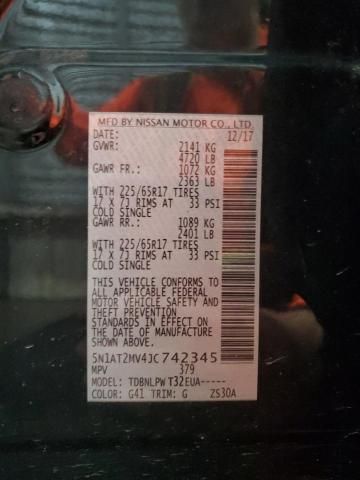 MFD BY NISSAN MOTOR CO., LTD.
DATE: 12/17
GVWR: 2141 KG
4720 LB
GAWR FR.: 1072 KG
2363 LB
WITH 225/65R17 TIRES
17 X 7J RIMS AT 33 PSI
COLD SINGLE
GAWR RR.: 1089 KG
2401 LB
WITH 225/65R17 TIRES
17 X 7J RIMS AT 33 PSI
COLD SINGLE
THIS VEHICLE CONFORMS TO
ALL APPLICABLE FEDERAL
MOTOR VEHICLE SAFETY AND
THEFT PREVENTION
STANDARDS IN EFFECT ON
THE DATE OF MANUFACTURE
SHOWN ABOVE.
5N1AT2MV4JC742345
MPV 379
MODEL: TDBNLPW T32EUA-----
COLOR: G41 TRIM: G ZS30A